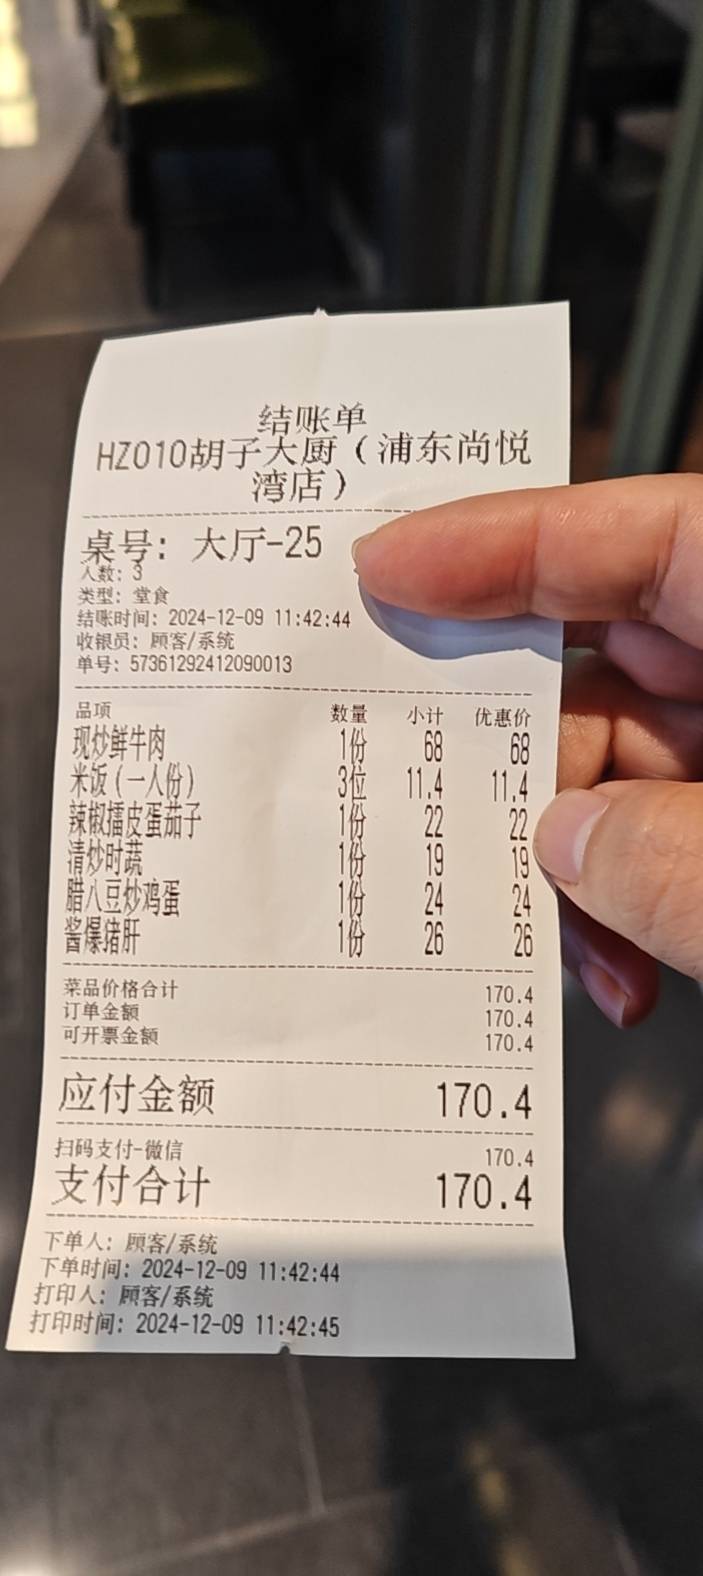 结账单
HZ010胡子大厨（浦东尚悦
湾店）
桌号: 大厅-25
人数: 3
类型: 堂食
结账时间: 2024-12-09 11:42:44
收银员: 顾客/系统
单号: 57361292412090013
品项 数量 小计 优惠价
现炒鲜牛肉 1份 68 68
米饭(一人份) 3位 11.4 11.4
辣椒擂皮蛋茄子 1份 22 22
清炒时蔬 1份 19 19
腊八豆炒鸡蛋 1份 24 24
酱爆猪肝 1份 26 26
菜品价格合计 170.4
订单金额 170.4
可开票金额 170.4
应付金额 170.4
扫码支付-微信 170.4
支付合计 170.4
下单人: 顾客/系统
下单时间: 2024-12-09 11:42:44
打印人: 顾客/系统
打印时间: 2024-12-09 11:42:45